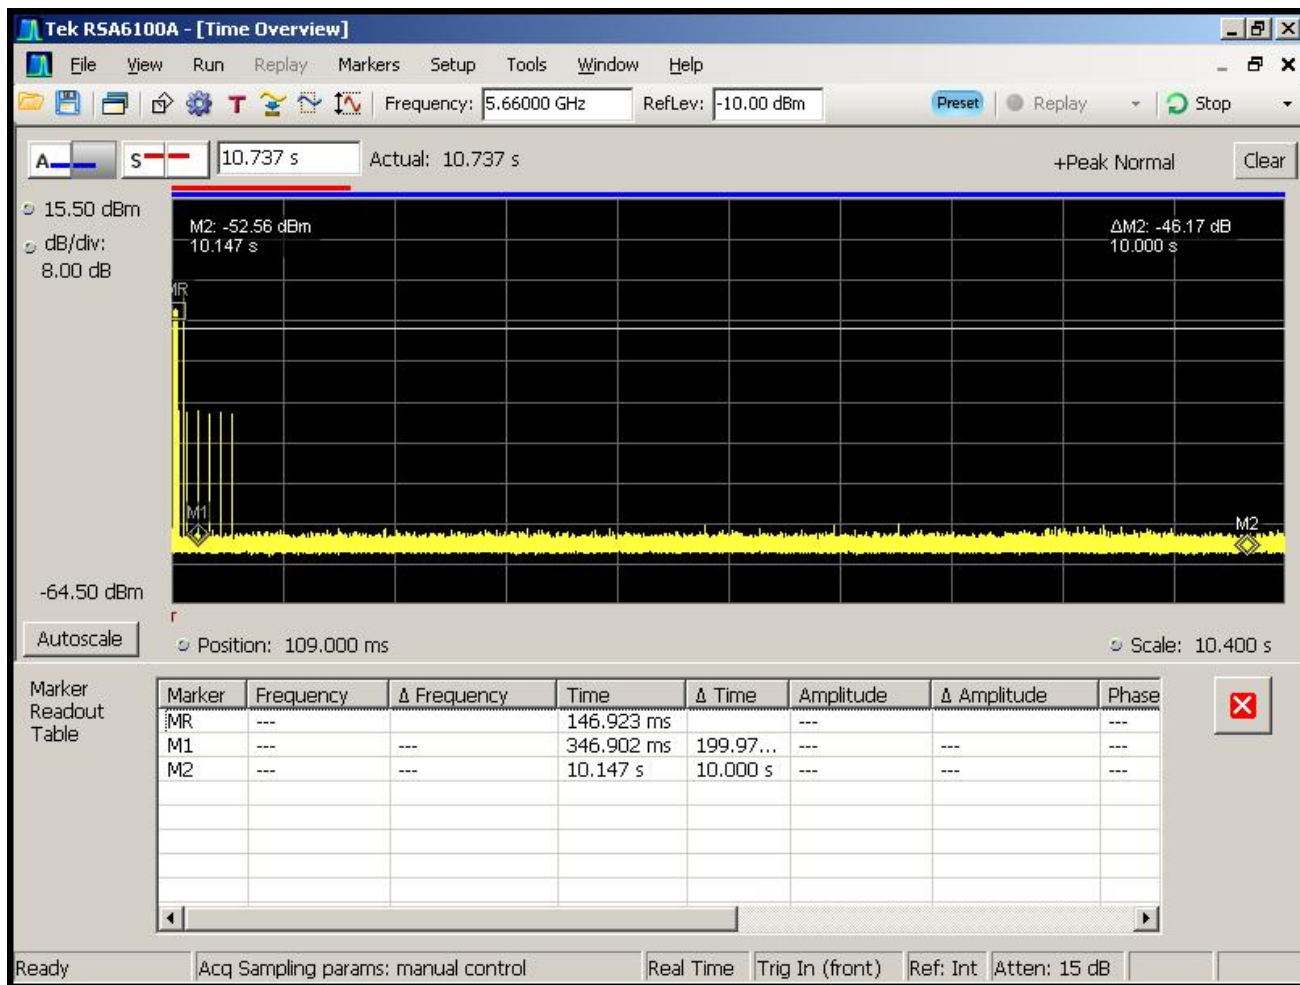 Tek RSA6100A - [Time Overview]
File View Run Replay Markers Setup Tools Window Help
T Frequency: 5.66000 GHz RefLev: -10.00 dBm Preset Replay Stop
A S 10.737 s Actual: 10.737 s +Peak Normal Clear
15.50 dBm
dB/div:
8.00 dB
M2: -52.56 dBm
10.147 s
ΔM2: -46.17 dB
10.000 s
MR
M1
M2
-64.50 dBm
Autoscale
Position: 109.000 ms
Scale: 10.400 s
Marker
Readout
Table
Marker Frequency Δ Frequency Time Δ Time Amplitude Δ Amplitude Phase
MR --- 146.923 ms --- ---
M1 --- --- 346.902 ms 199.97... --- --- ---
M2 --- --- 10.147 s 10.000 s --- --- ---
Ready Acq Sampling params: manual control Real Time Trig In (front) Ref: Int Atten: 15 dB